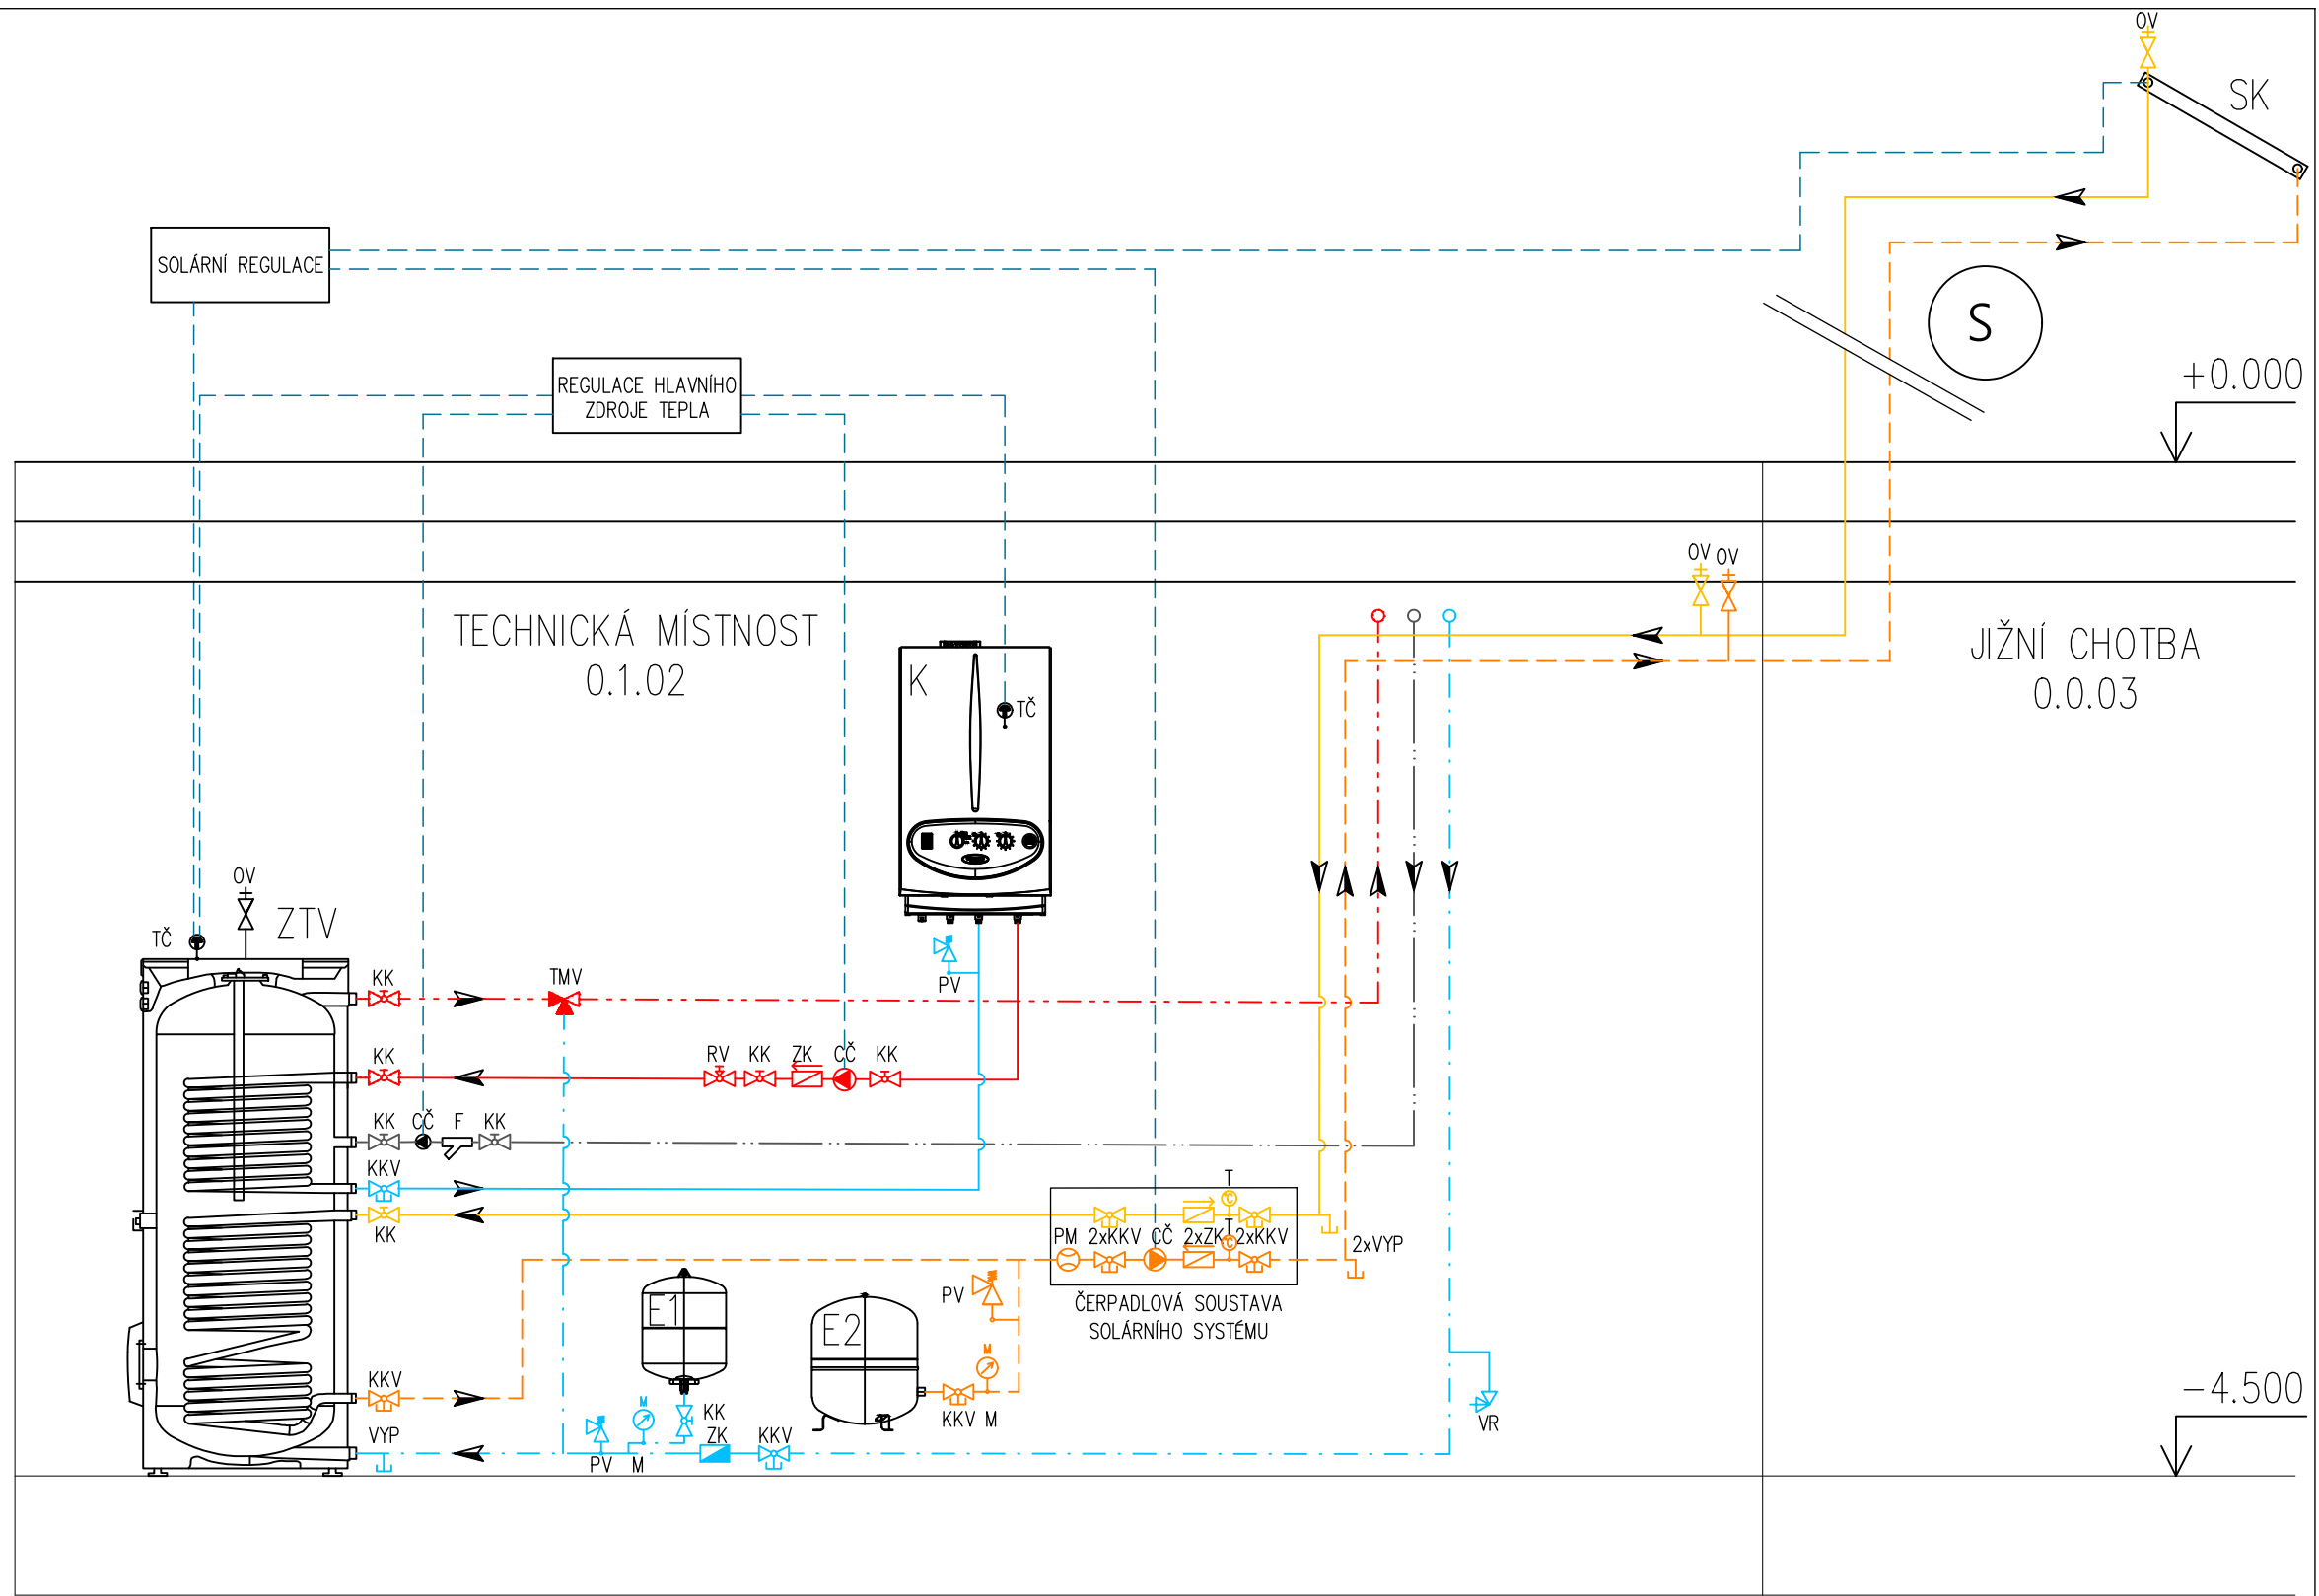 OV
SK
SOLÁRNÍ REGULACE
S
REGULACE HLAVNÍHO
ZDROJE TEPLA
+0.000
OV OV
TECHNICKÁ MÍSTNOST
0.1.02
JIŽNÍ CHOTBA
0.0.03
K
TČ
OV
ZTV
TČ
KK
TMV
PV
KK
RV KK ZK CČ KK
KK CČ F KK
KKV
T
°C
KK
PM 2xKKV CČ 2xZK T 2xKKV
°C
2xVYP
E1
PV
ČERPADLOVÁ SOUSTAVA
SOLÁRNÍHO SYSTÉMU
E2
M
KKV
M
KK
KKV M
-4.500
VYP
ZK
KKV
VR
PV M